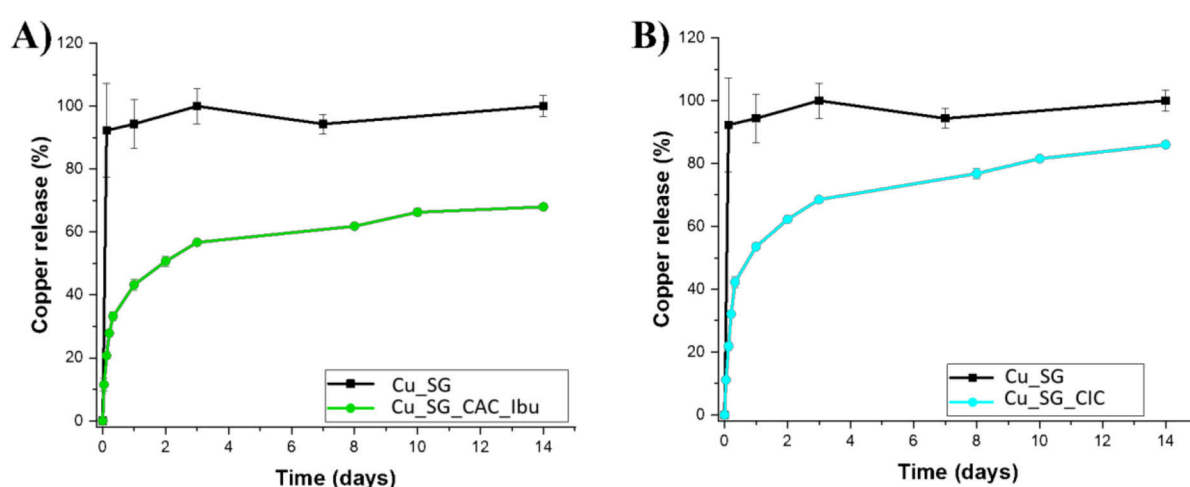 A)
120
100
80
60
40
20
0
Copper release (%)
0 2 4 6 8 10 12 14
Time (days)
Cu_SG
Cu_SG_CAC_Ibu
B)
120
100
80
60
40
20
0
Copper release (%)
0 2 4 6 8 10 12 14
Time (days)
Cu_SG
Cu_SG_CIC